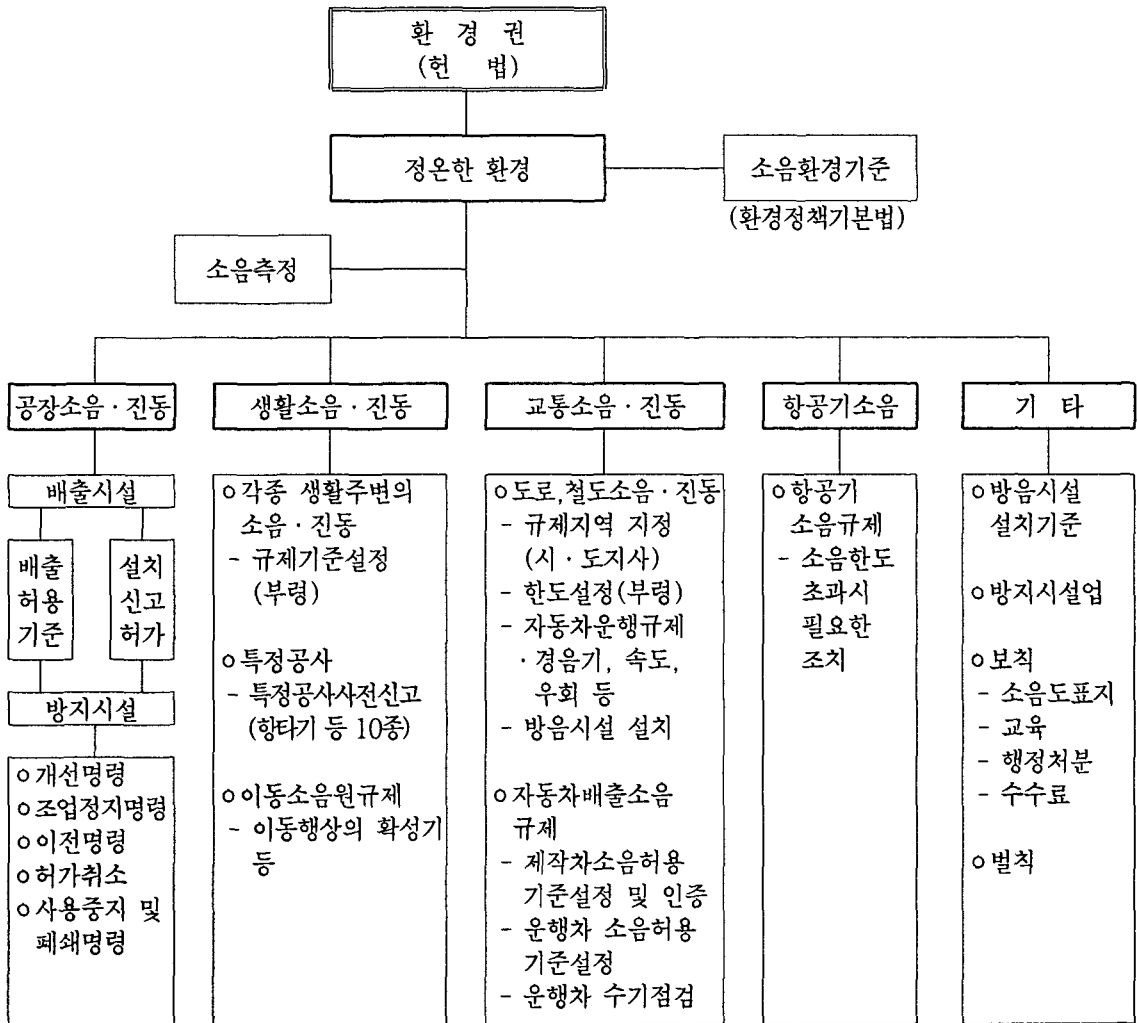 환 경 권
(헌 법)
정온한 환경
소음환경기준
(환경정책기본법)
소음측정
공장소음 · 진동
배출시설
배출
허용
기준
설치
신고
허가
방지시설
o 개선명령
o 조업정지명령
o 이전명령
o 허가취소
o 사용중지 및
폐쇄명령
생활소음 · 진동
o 각종 생활주변의
소음 · 진동
- 규제기준설정
(부령)
o 특정공사
- 특정공사사전신고
(항타기 등 10종)
o 이동소음원규제
- 이동행상의 확성기
등
교통소음 · 진동
o 도로,철도소음 · 진동
- 규제지역 지정
(시 · 도지사)
- 한도설정(부령)
- 자동차운행규제
· 경음기, 속도,
우회 등
- 방음시설 설치
o 자동차배출소음
규제
- 제작차소음허용
기준설정 및 인증
- 운행차 소음허용
기준설정
- 운행차 수기점검
항공기소음
o 항공기
소음규제
- 소음한도
초과시
필요한
조치
기 타
o 방음시설
설치기준
o 방지시설업
o 보칙
- 소음도표지
- 교육
- 행정처분
- 수수료
o 벌칙